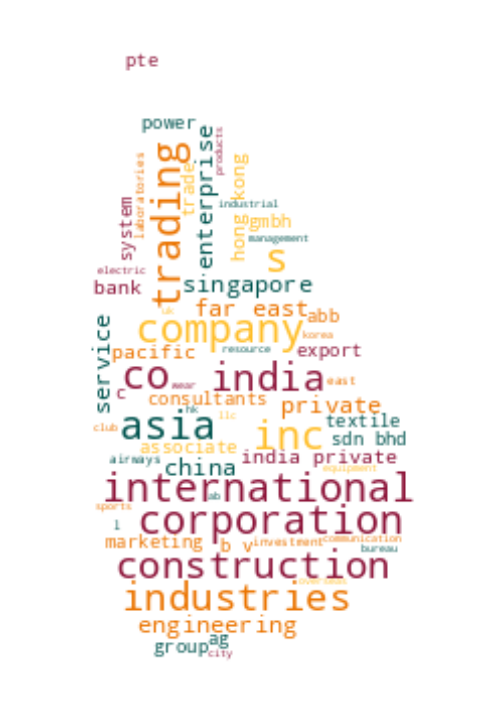 pte
power
trading
enterprise
products
laboratories
trade
hong kong
system
industrial
gmbh
management
s
electric
bank
singapore
far east
abb
uk
company
korea
service
pacific
resource
export
co
india
east
wear
c
consultants
private
hk
llc
asia
inc
textile
club
sdn bhd
associate
airways
china
india private
equipment
international
ab
sports
corporation
l
marketing
b v
investment
communication
bureau
construction
overseas
industries
engineering
ag
group
city